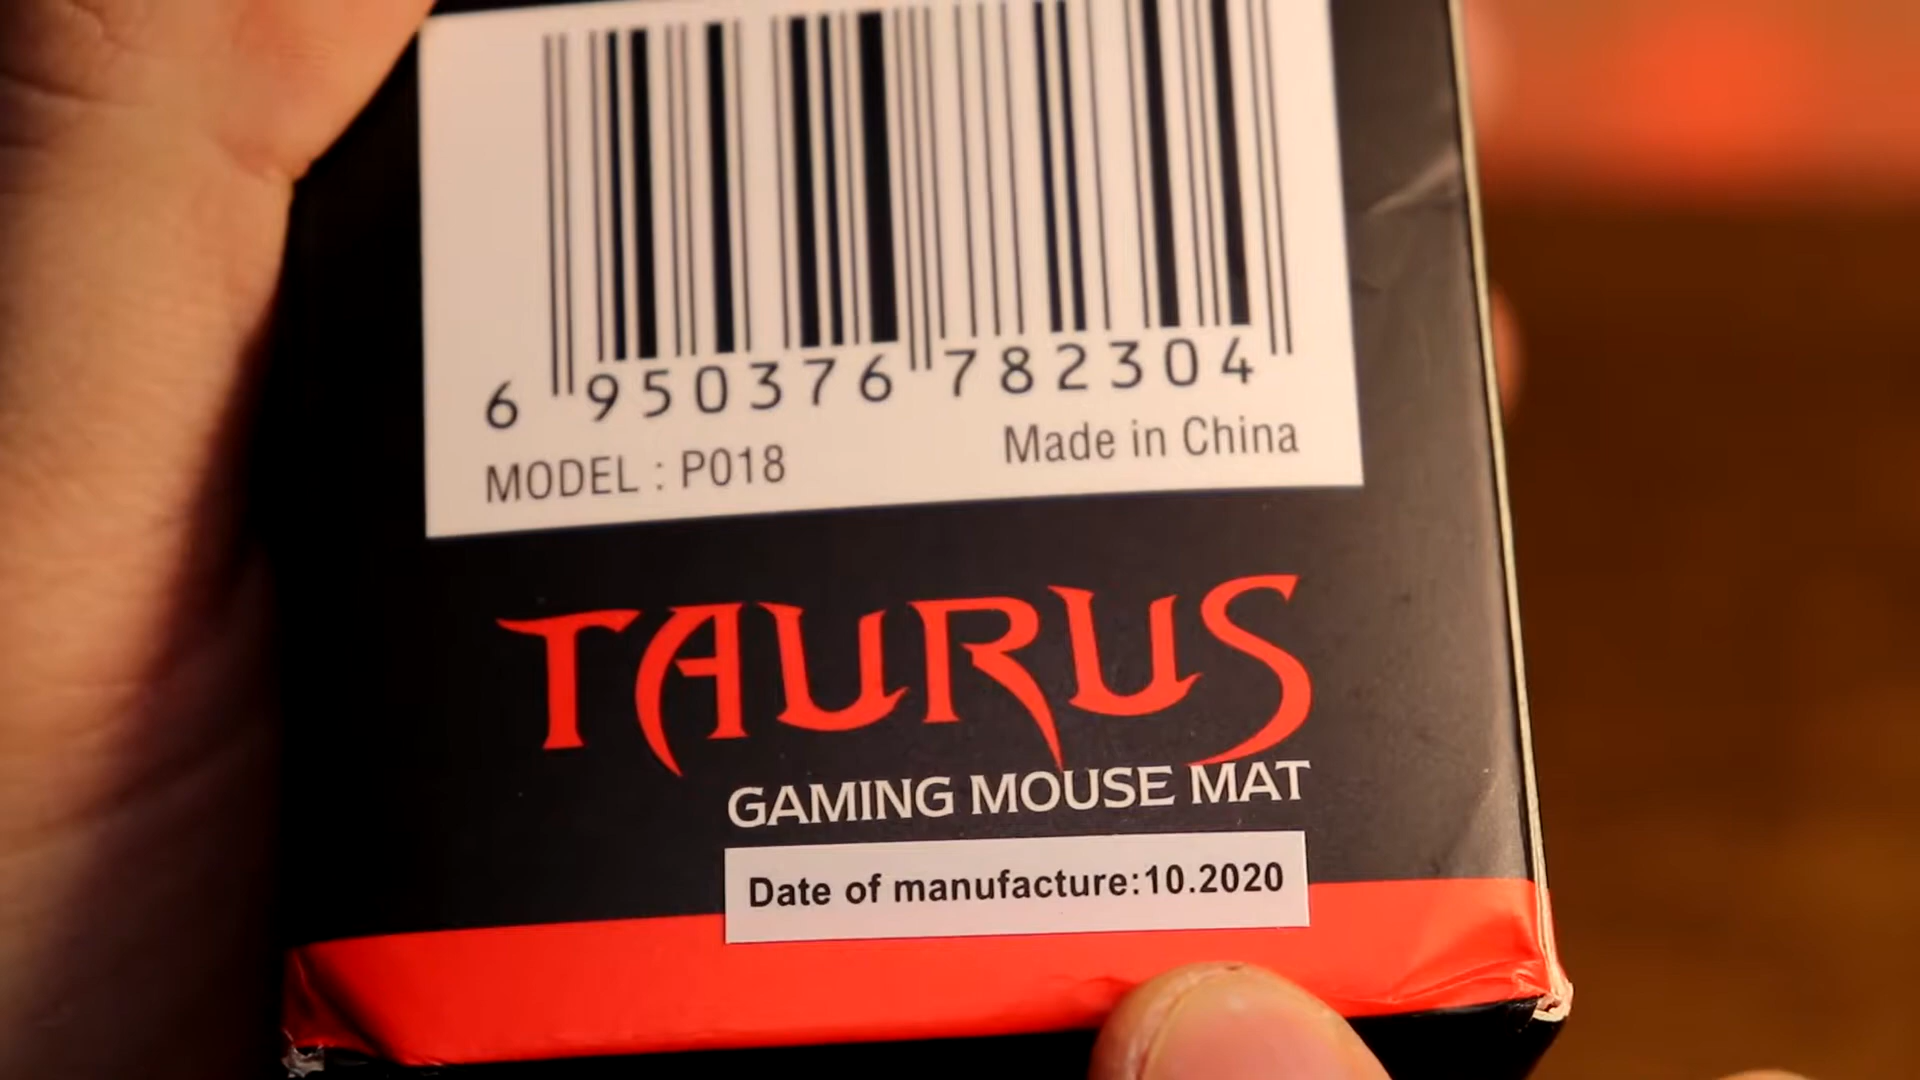 6 950376 782304
MODEL : P018 Made in China
TAURUS
GAMING MOUSE MAT
Date of manufacture:10.2020